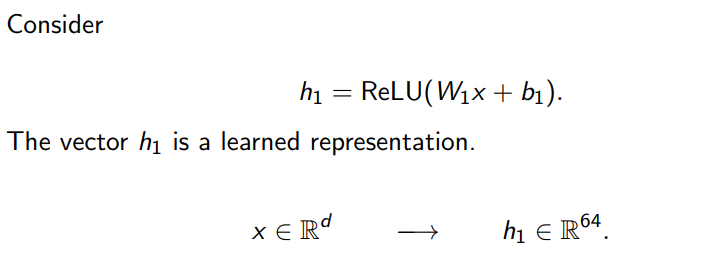 Consider
h₁ = ReLU(W₁x + b₁).
The vector h₁ is a learned representation.
x ∈ ℝᵈ ⟶ h₁ ∈ ℝ⁶⁴.